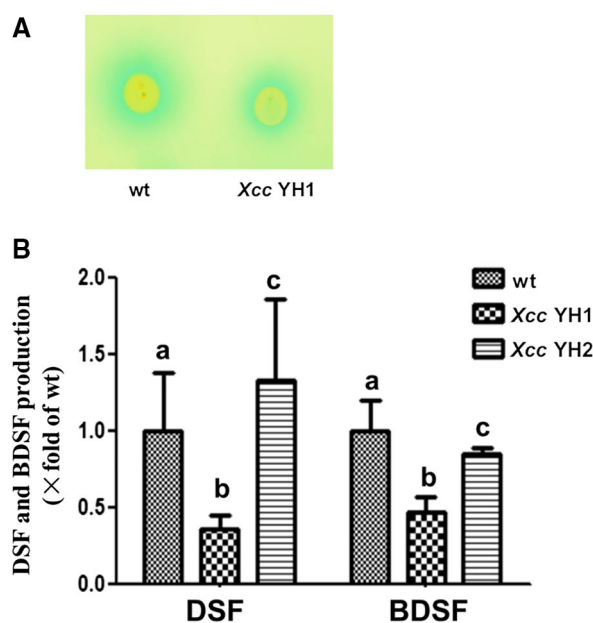 A
wt
Xcc YH1
B
DSF and BDSF production
(× fold of wt)
2.0
1.5
1.0
0.5
0.0
a
b
c
a
b
c
wt
Xcc YH1
Xcc YH2
DSF
BDSF